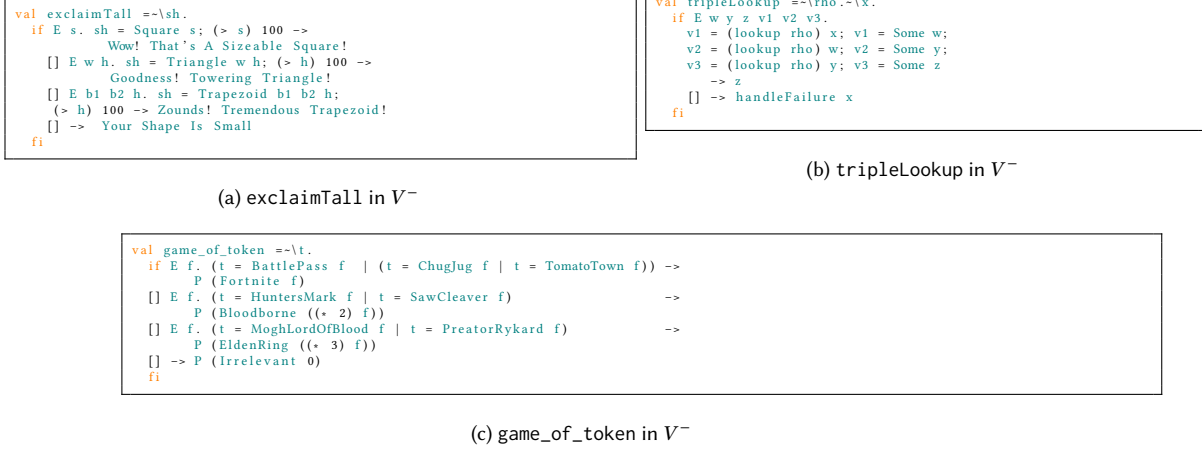 val exclaimTall =~\sh.
if E s. sh = Square s; (> s) 100 ->
Wow! That's A Sizeable Square!
[] E w h. sh = Triangle w h; (> h) 100 ->
Goodness! Towering Triangle!
[] E b1 b2 h. sh = Trapezoid b1 b2 h;
(> h) 100 -> Zounds! Tremendous Trapezoid!
[] -> Your Shape Is Small
fi
(a) exclaimTall in V⁻
val tripleLookup =~\rho.~\x.
if E w y z v1 v2 v3.
v1 = (lookup rho) x; v1 = Some w;
v2 = (lookup rho) w; v2 = Some y;
v3 = (lookup rho) y; v3 = Some z
-> z
[] -> handleFailure x
fi
(b) tripleLookup in V⁻
val game_of_token =~\t.
if E f. (t = BattlePass f | (t = ChugJug f | t = TomatoTown f)) ->
P (Fortnite f)
[] E f. (t = HuntersMark f | t = SawCleaver f) ->
P (Bloodborne ((* 2) f))
[] E f. (t = MoghLordOfBlood f | t = PreatorRykard f) ->
P (EldenRing ((* 3) f))
[] -> P (Irrelevant 0)
fi
(c) game_of_token in V⁻